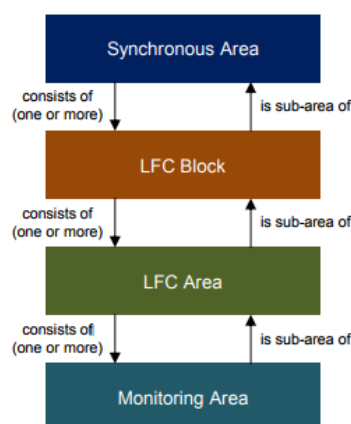 Synchronous Area
consists of
(one or more)
is sub-area of
LFC Block
consists of
(one or more)
is sub-area of
LFC Area
consists of
(one or more)
is sub-area of
Monitoring Area